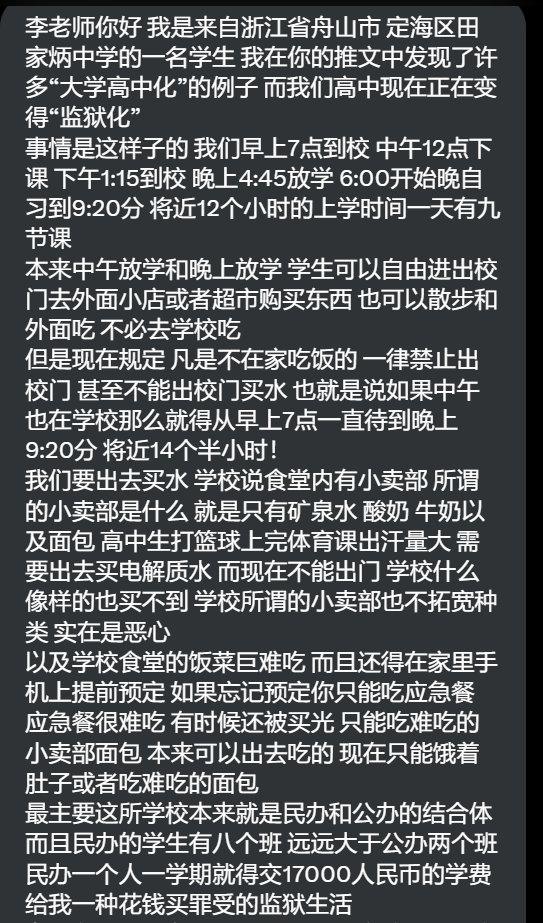 李老师你好 我是来自浙江省舟山市 定海区田
家炳中学的一名学生 我在你的推文中发现了许
多“大学高中化”的例子 而我们高中现在正在变
得“监狱化”
事情是这样子的 我们早上7点到校 中午12点下
课 下午1:15到校 晚上4:45放学 6:00开始晚自
习到9:20分 将近12个小时的上学时间一天有九
节课
本来中午放学和晚上放学 学生可以自由进出校
门去外面小店或者超市购买东西 也可以散步和
外面吃 不必去学校吃
但是现在规定 凡是不在家吃饭的 一律禁止出
校门 甚至不能出校门买水 也就是说如果中午
也在学校那么就得从早上7点一直待到晚上
9:20分 将近14个半小时！
我们要出去买水 学校说食堂内有小卖部 所谓
的小卖部是什么 就是只有矿泉水 酸奶 牛奶以
及面包 高中生打篮球上完体育课出汗量大 需
要出去买电解质水 而现在不能出门 学校什么
像样的也买不到 学校所谓的小卖部也不拓宽种
类 实在是恶心
以及学校食堂的饭菜巨难吃 而且还得在家里手
机上提前预定 如果忘记预定你只能吃应急餐
应急餐很难吃 有时候还被买光 只能吃难吃的
小卖部面包 本来可以出去吃的 现在只能饿着
肚子或者吃难吃的面包
最主要这所学校本来就是民办和公办的结合体
而且民办的学生有八个班 远远大于公办两个班
民办一个人一学期就得交17000人民币的学费
给我一种花钱买罪受的监狱生活